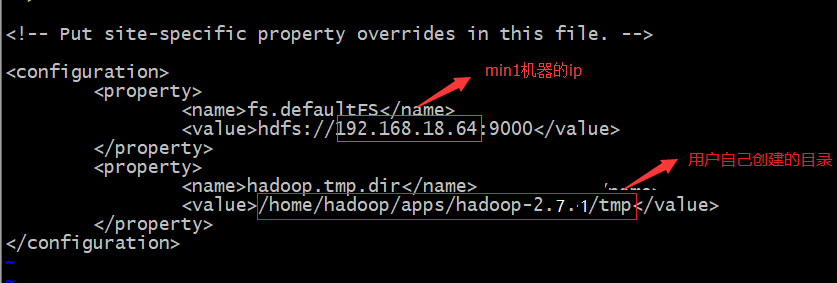 <!-- Put site-specific property overrides in this file. -->
<configuration>
min1机器的ip
<property>
<name>fs.defaultFS</name>
<value>hdfs://192.168.18.64:9000</value>
</property>
<property>
用户自己创建的目录
<name>hadoop.tmp.dir</name>
<value>/home/hadoop/apps/hadoop-2.7.1/tmp</value>
</property>
</configuration>
~
~